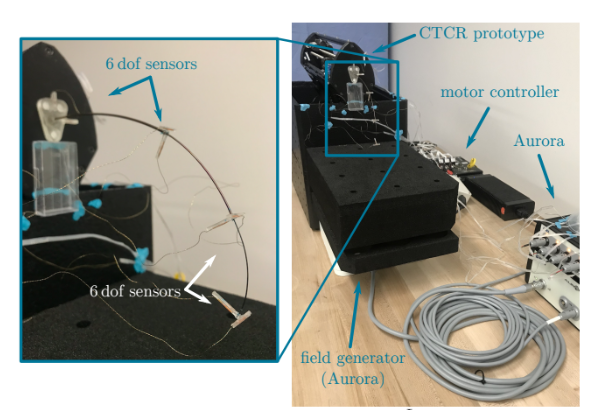 6 dof sensors
6 dof sensors
CTCR prototype
motor controller
Aurora
field generator
(Aurora)